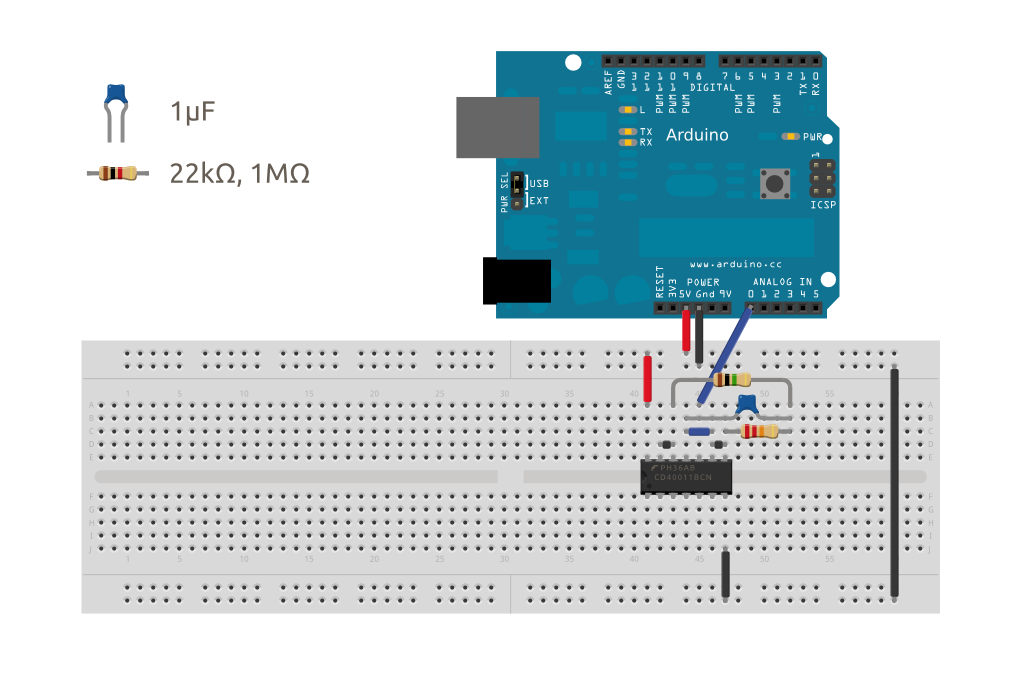 1µF
22kΩ, 1MΩ
AREF
GND
13
12
11
10
9
8
7
6
5
4
3
2
1
0
TX
RX
DIGITAL
PWM
PWM
PWM
PWM
PWM
PWM
L
TX
RX
Arduino
PWR
1
ICSP
PWR SEL
USB
EXT
www.arduino.cc
RESET
3V3
POWER
5V Gnd 9V
ANALOG IN
0 1 2 3 4 5
1 5 10 15 20 25 30 35 40 45 50 55
A
B
C
D
E
A
B
C
D
E
PH36AB
CD40011BCN
F
G
H
I
J
F
G
H
I
J
1 5 10 15 20 25 30 35 40 45 50 55